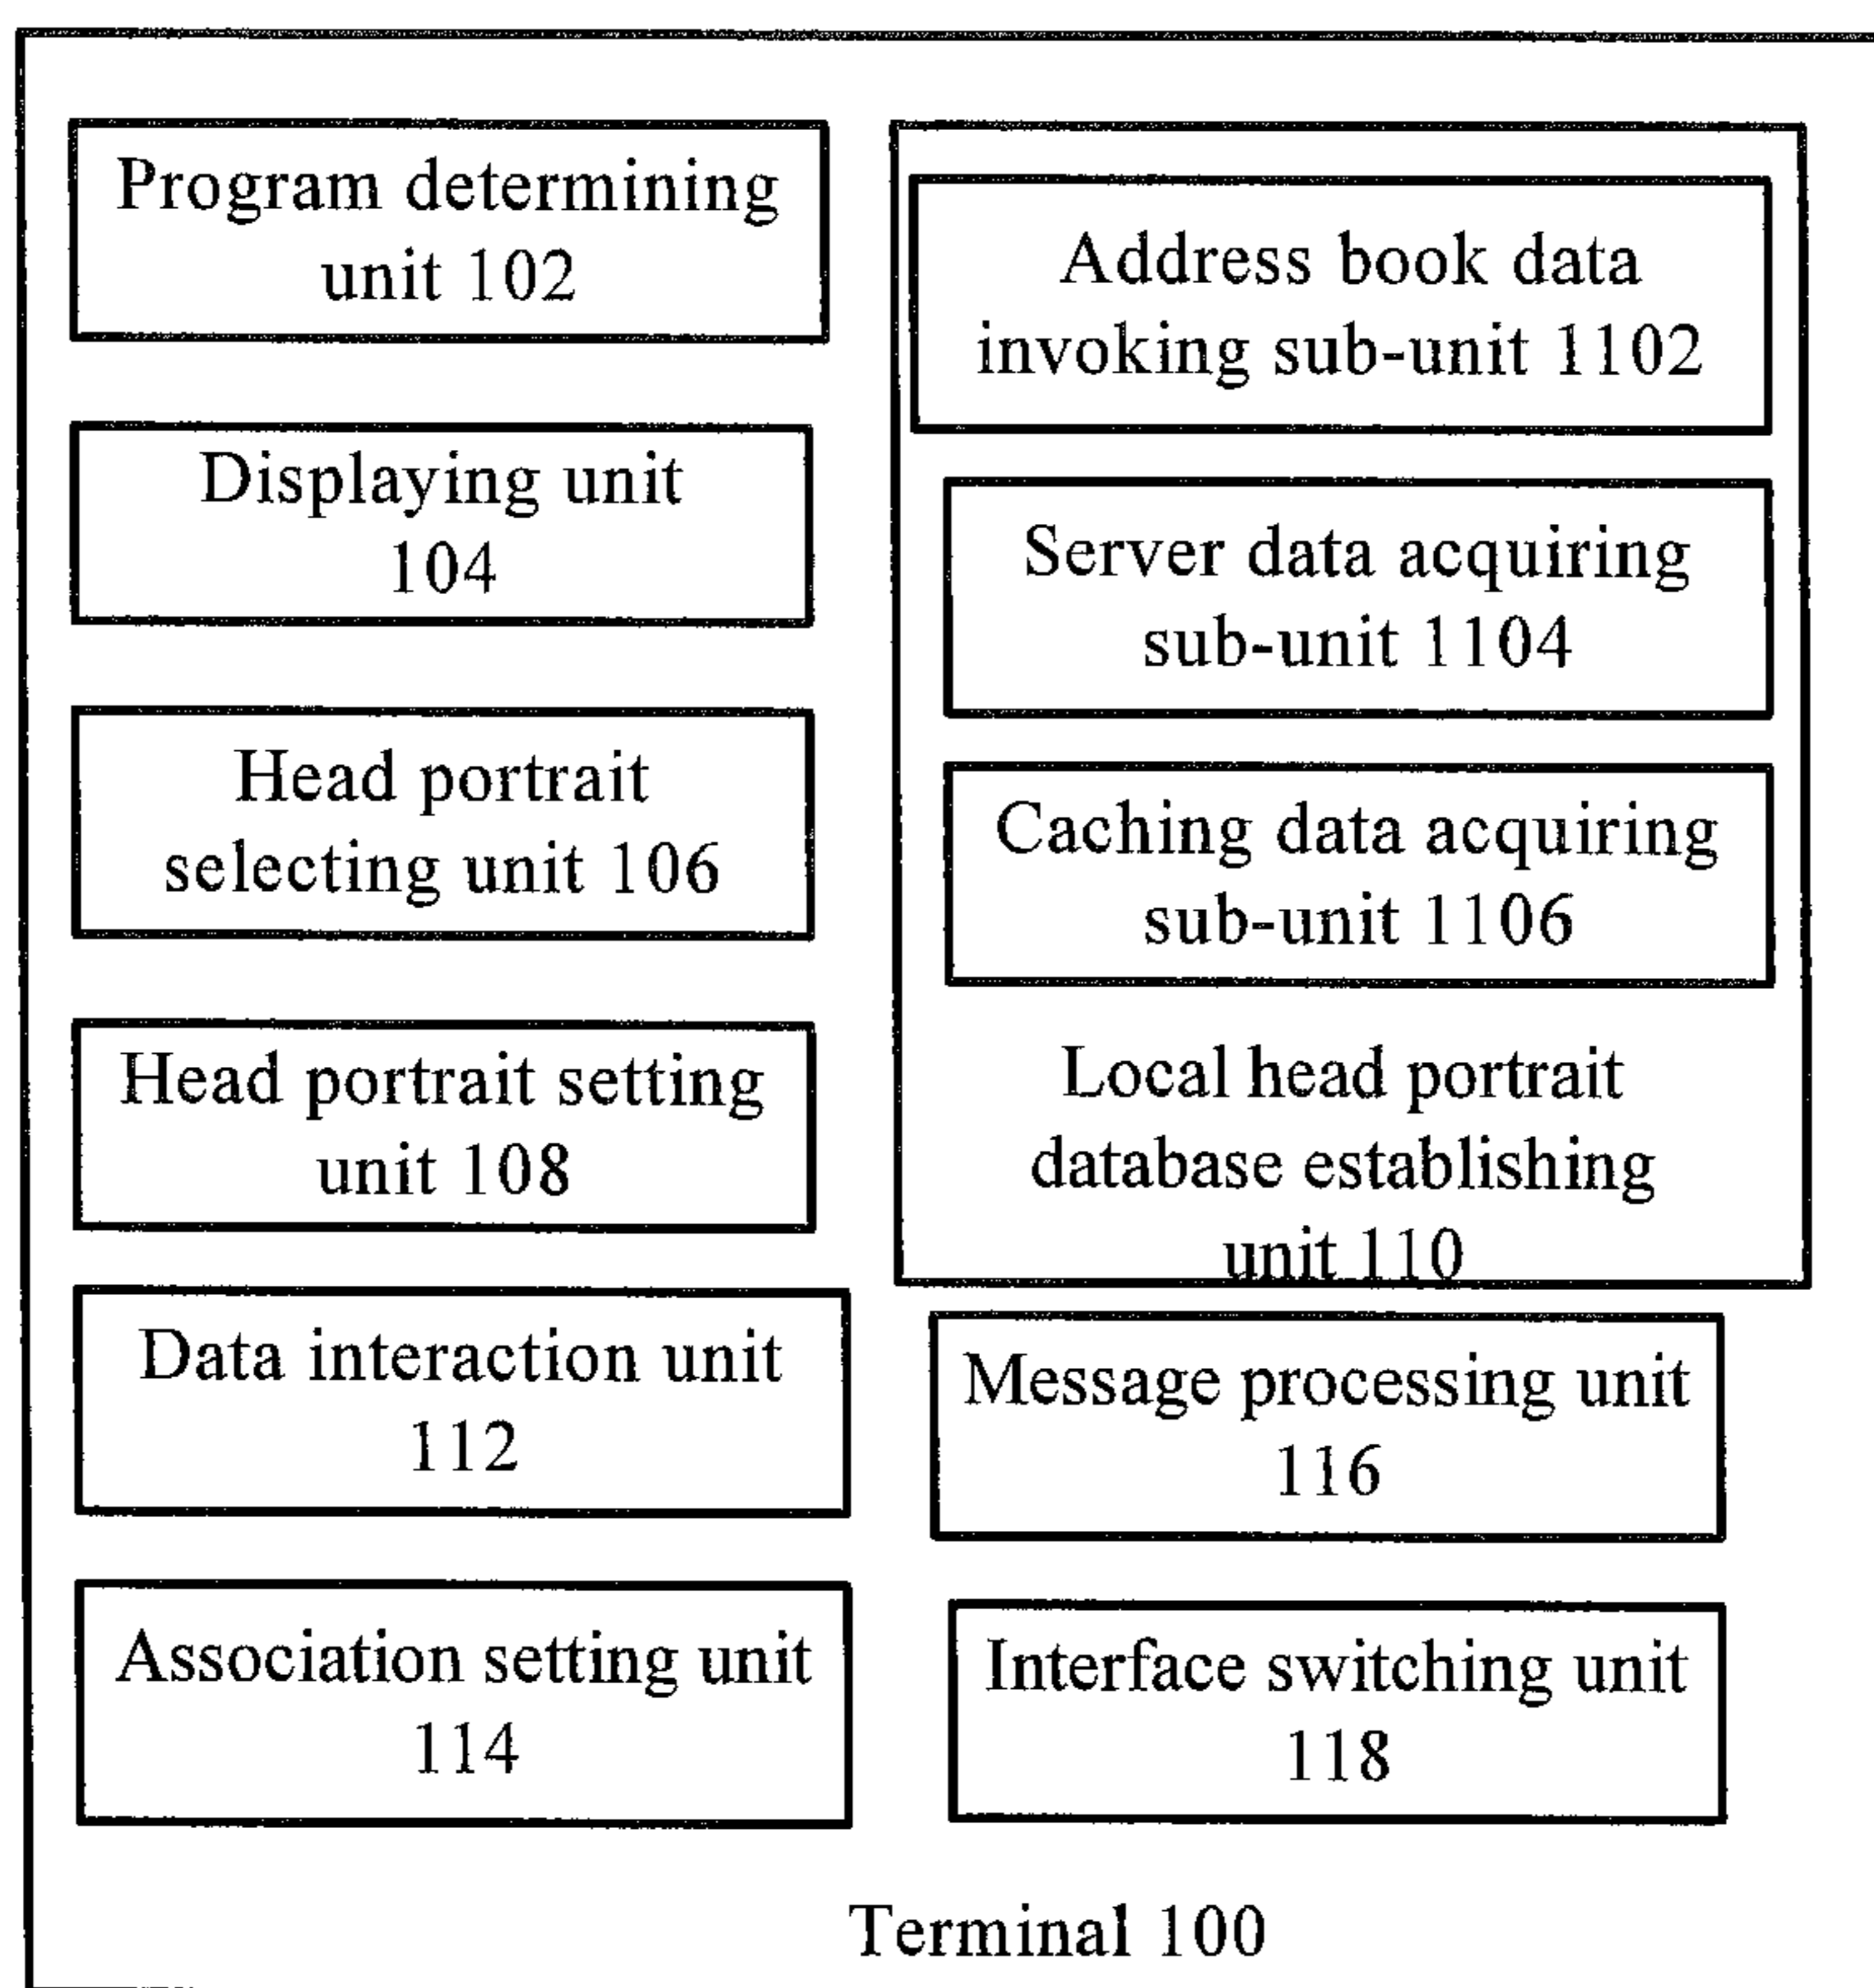 Program determining
unit 102
Displaying unit
104
Head portrait
selecting unit 106
Head portrait setting
unit 108
Data interaction unit
112
Association setting unit
114
Address book data
invoking sub-unit 1102
Server data acquiring
sub-unit 1104
Caching data acquiring
sub-unit 1106
Local head portrait
database establishing
unit 110
Message processing unit
116
Interface switching unit
118
Terminal 100